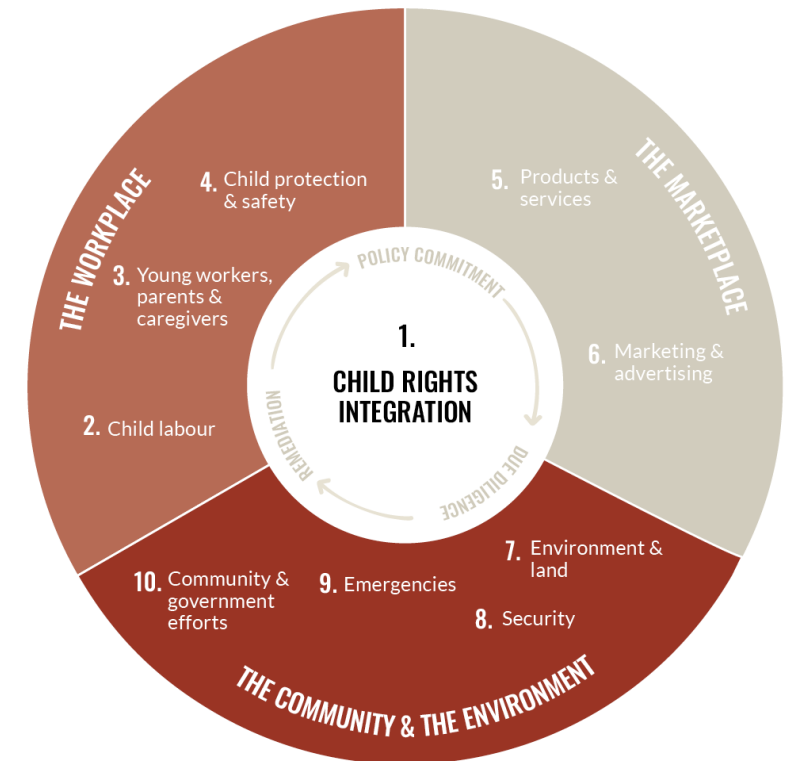 THE WORKPLACE
4. Child protection
& safety
3. Young workers,
parents &
caregivers
2. Child labour
THE MARKETPLACE
5. Products &
services
6. Marketing &
advertising
POLICY COMMITMENT
DUE DILIGENCE
REMEDIATION
1.
CHILD RIGHTS
INTEGRATION
7. Environment &
land
8. Security
9. Emergencies
10. Community &
government
efforts
THE COMMUNITY & THE ENVIRONMENT